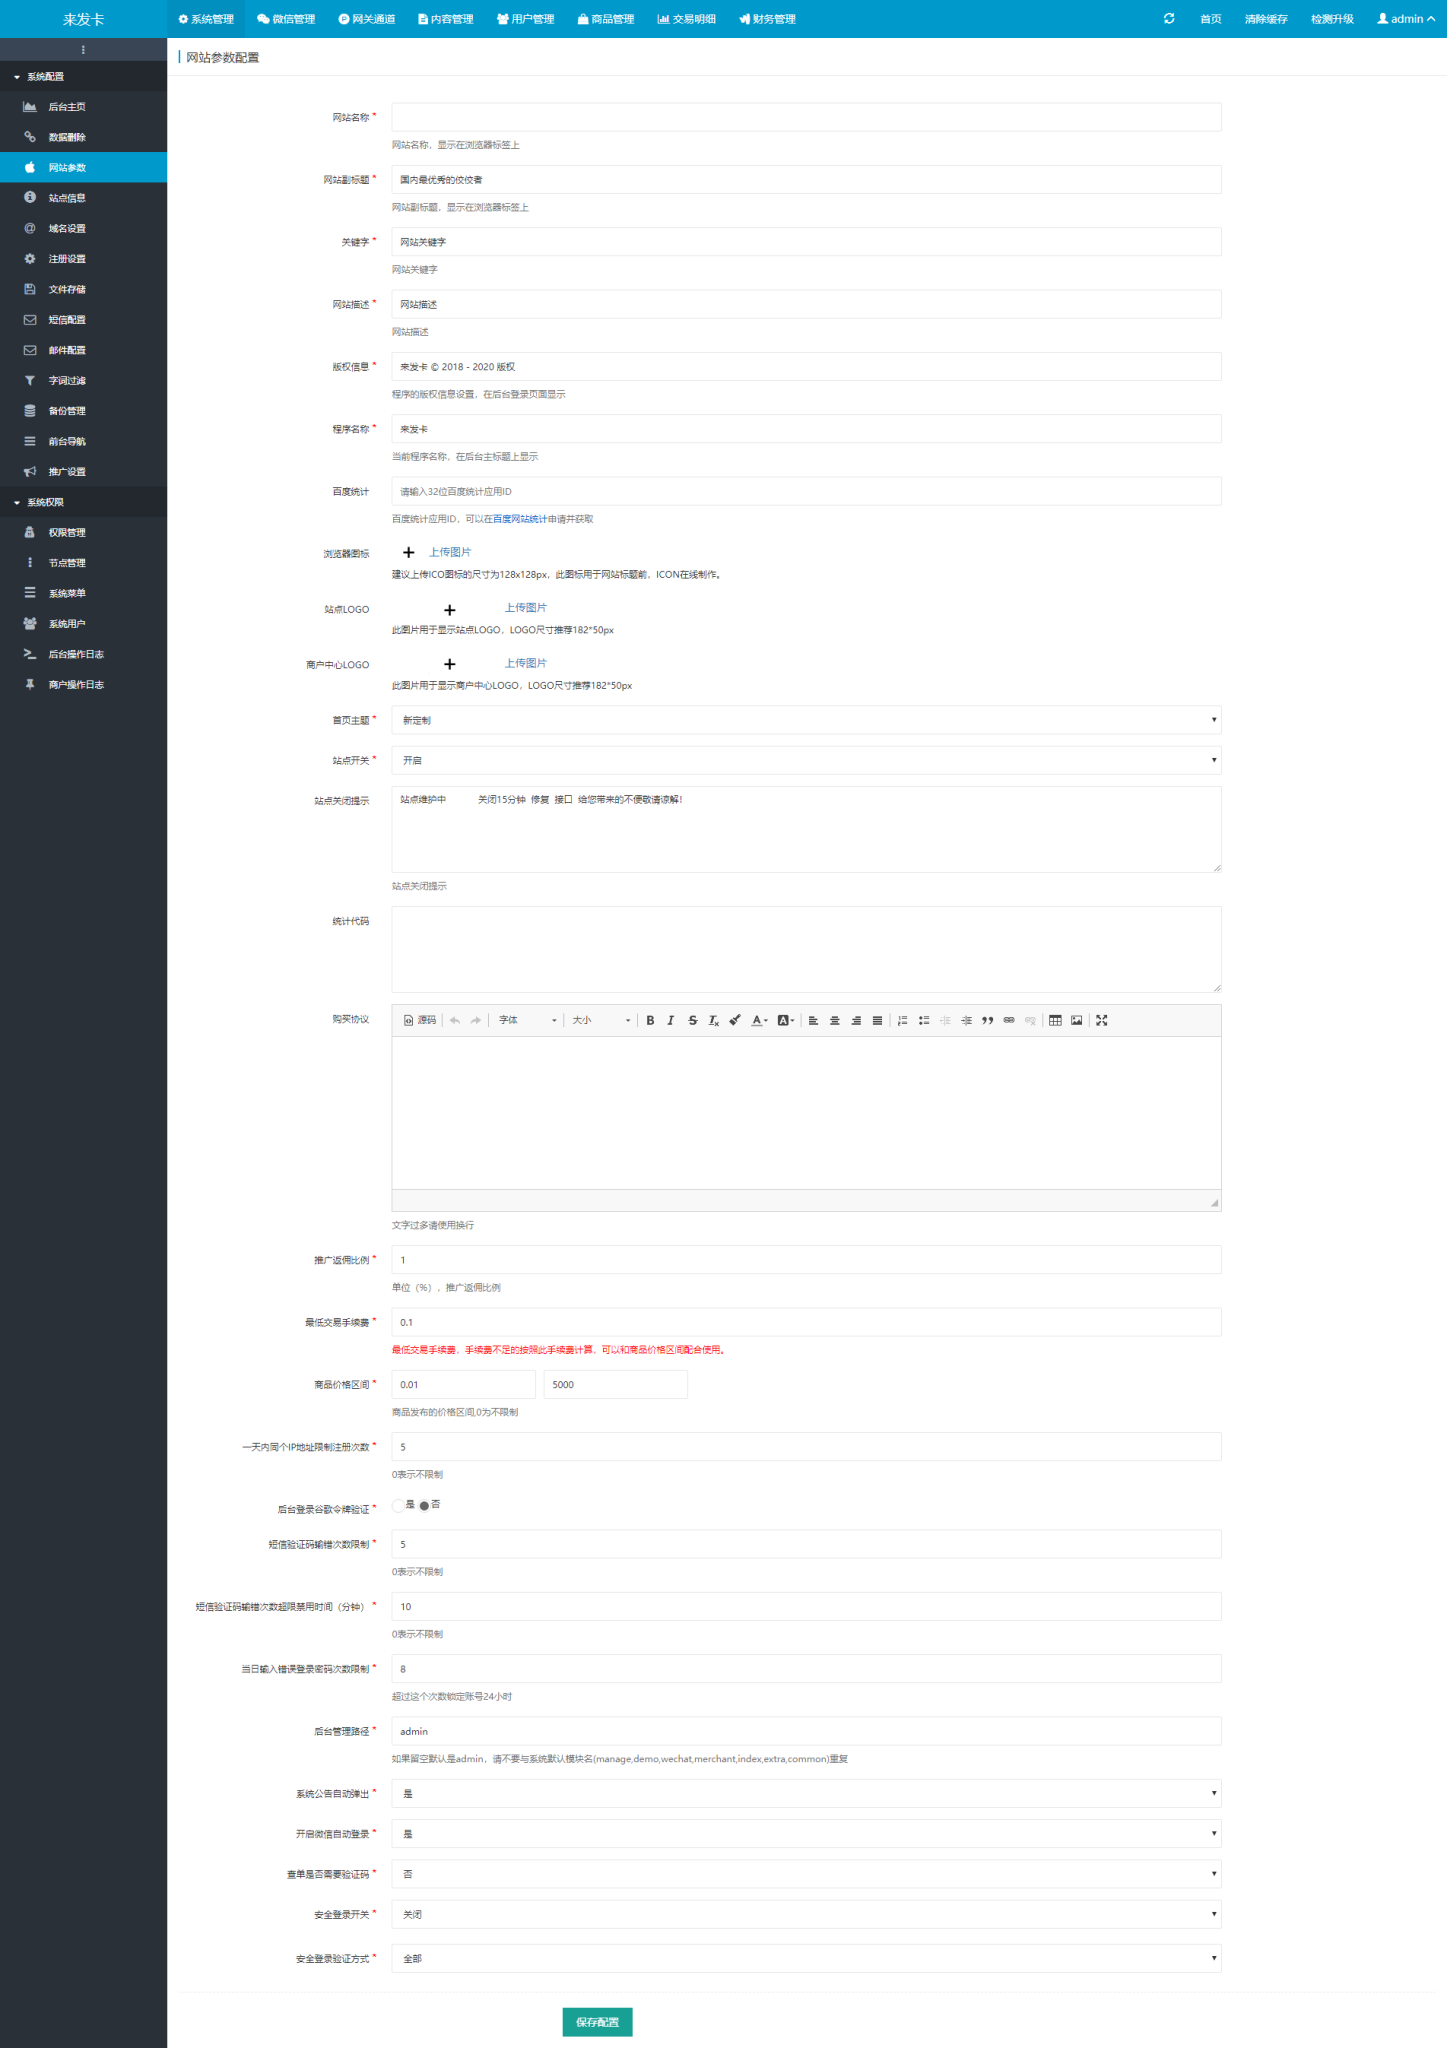 来发卡
系统管理 微信管理 网关通道 内容管理 用户管理 商品管理 交易明细 财务管理 首页 清除缓存 检测升级 admin
系统配置
后台主页
数据删除
网站参数
站点信息
域名设置
注册设置
文件存储
短信配置
邮件配置
字词过滤
备份管理
前台导航
推广设置
系统权限
权限管理
节点管理
系统菜单
系统用户
后台操作日志
商户操作日志
网站参数配置
网站名称 *
网站名称，显示在浏览器标签上
网站副标题 * 国内最优秀的佼佼者
网站副标题，显示在浏览器标签上
关键字 * 网站关键字
网站关键字
网站描述 * 网站描述
网站描述
版权信息 * 来发卡 © 2018 - 2020 版权
程序的版权信息设置，在后台登录页面显示
程序名称 * 来发卡
当前程序名称，在后台主标题上显示
百度统计 请输入32位百度统计应用ID
百度统计应用ID，可以在百度网站统计申请并获取
浏览器图标 上传图片
建议上传ICO图标的尺寸为128x128px，此图标用于网站标题前，ICON在线制作。
站点LOGO 上传图片
此图片用于显示站点LOGO，LOGO尺寸推荐182*50px
商户中心LOGO 上传图片
此图片用于显示商户中心LOGO，LOGO尺寸推荐182*50px
首页主题 * 新定制
站点开关 * 开启
站点关闭提示 站点维护中 关闭15分钟 修复 接口 给您带来的不便敬请谅解!
站点关闭提示
统计代码
购买协议 源码 字体 大小
文字过多请使用换行
推广返佣比例 * 1
单位（%），推广返佣比例
最低交易手续费 * 0.1
最低交易手续费，手续费不足的按照此手续费计算，可以和商品价格区间配合使用。
商品价格区间 * 0.01 5000
商品发布的价格区间,0为不限制
一天内同个IP地址限制注册次数 * 5
0表示不限制
后台登录谷歌令牌验证 * 是 否
短信验证码输错次数限制 * 5
0表示不限制
短信验证码输错次数超限禁用时间（分钟） * 10
0表示不限制
当日输入错误登录密码次数限制 * 8
超过这个次数锁定账号24小时
后台管理路径 * admin
如果留空默认是admin，请不要与系统默认模块名(manage,demo,wechat,merchant,index,extra,common)重复
系统公告自动弹出 * 是
开启微信自动登录 * 是
查单是否需要验证码 * 否
安全登录开关 * 关闭
安全登录验证方式 * 全部
保存配置